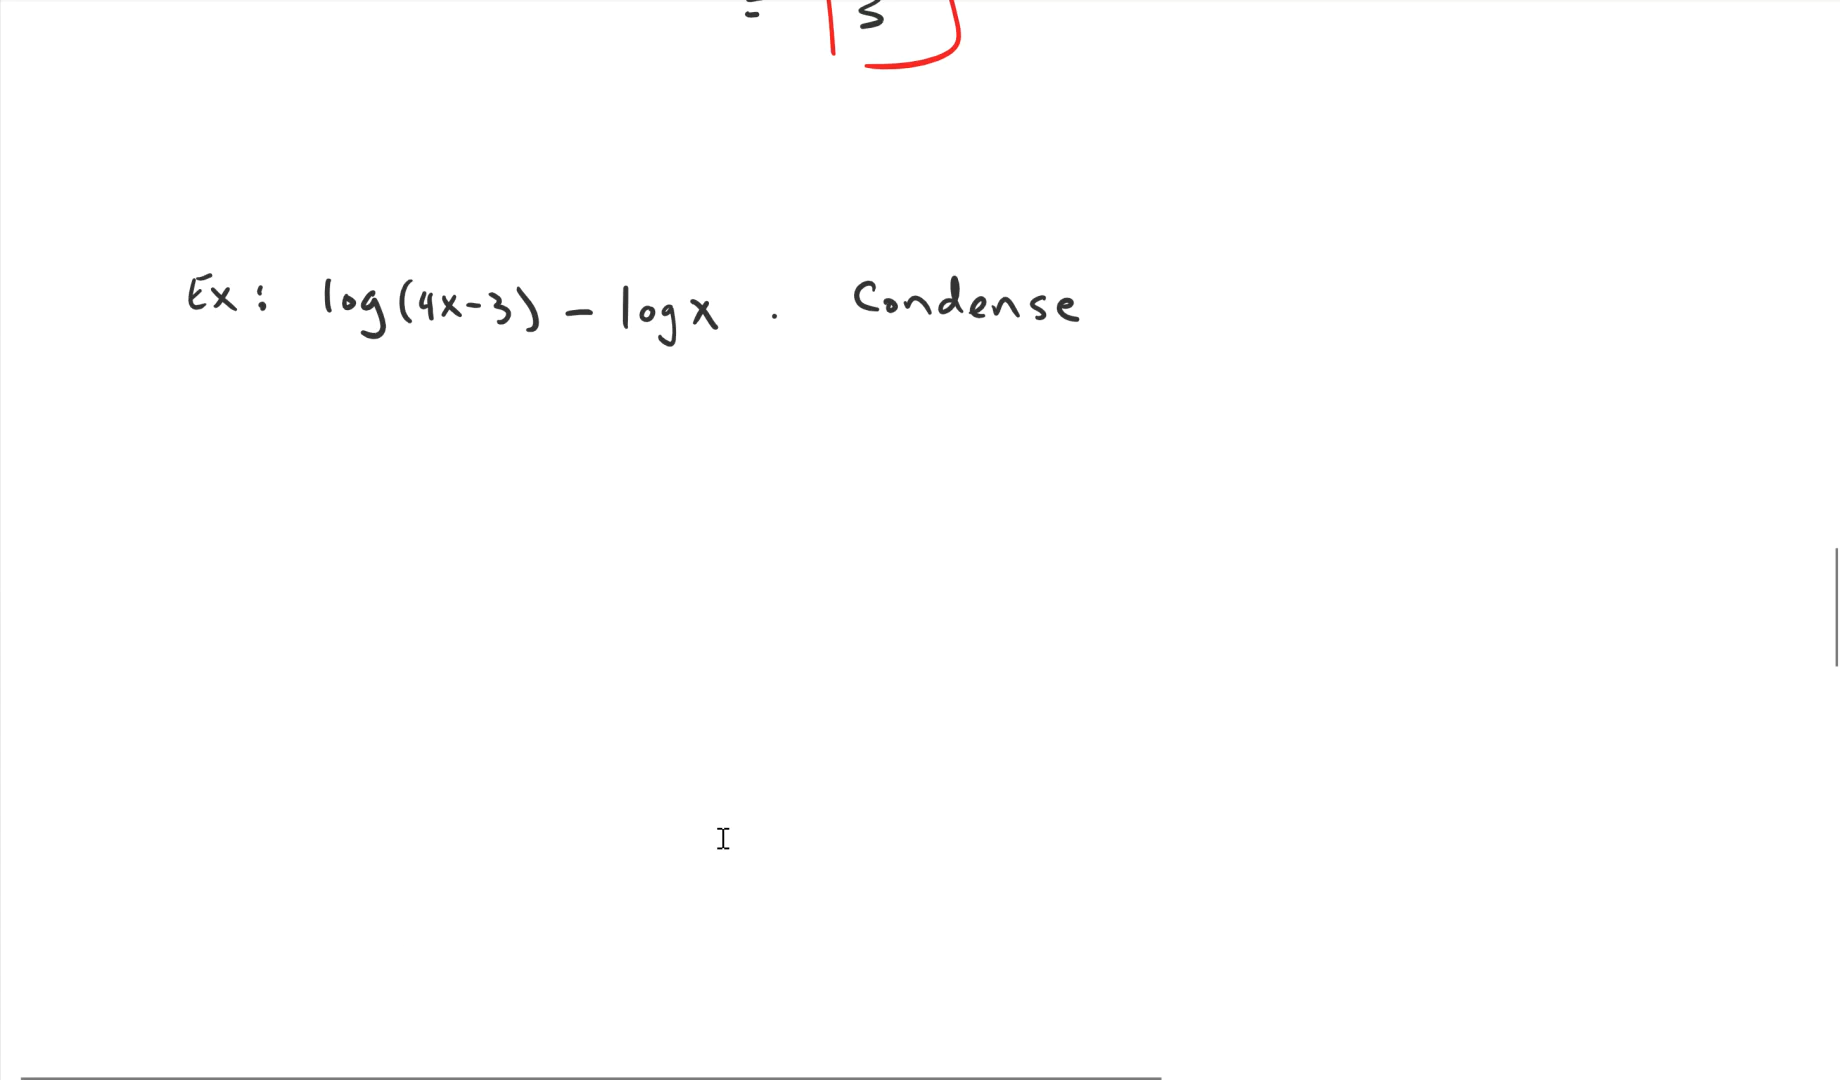 = 3
Ex: log(4x-3) - log x . Condense